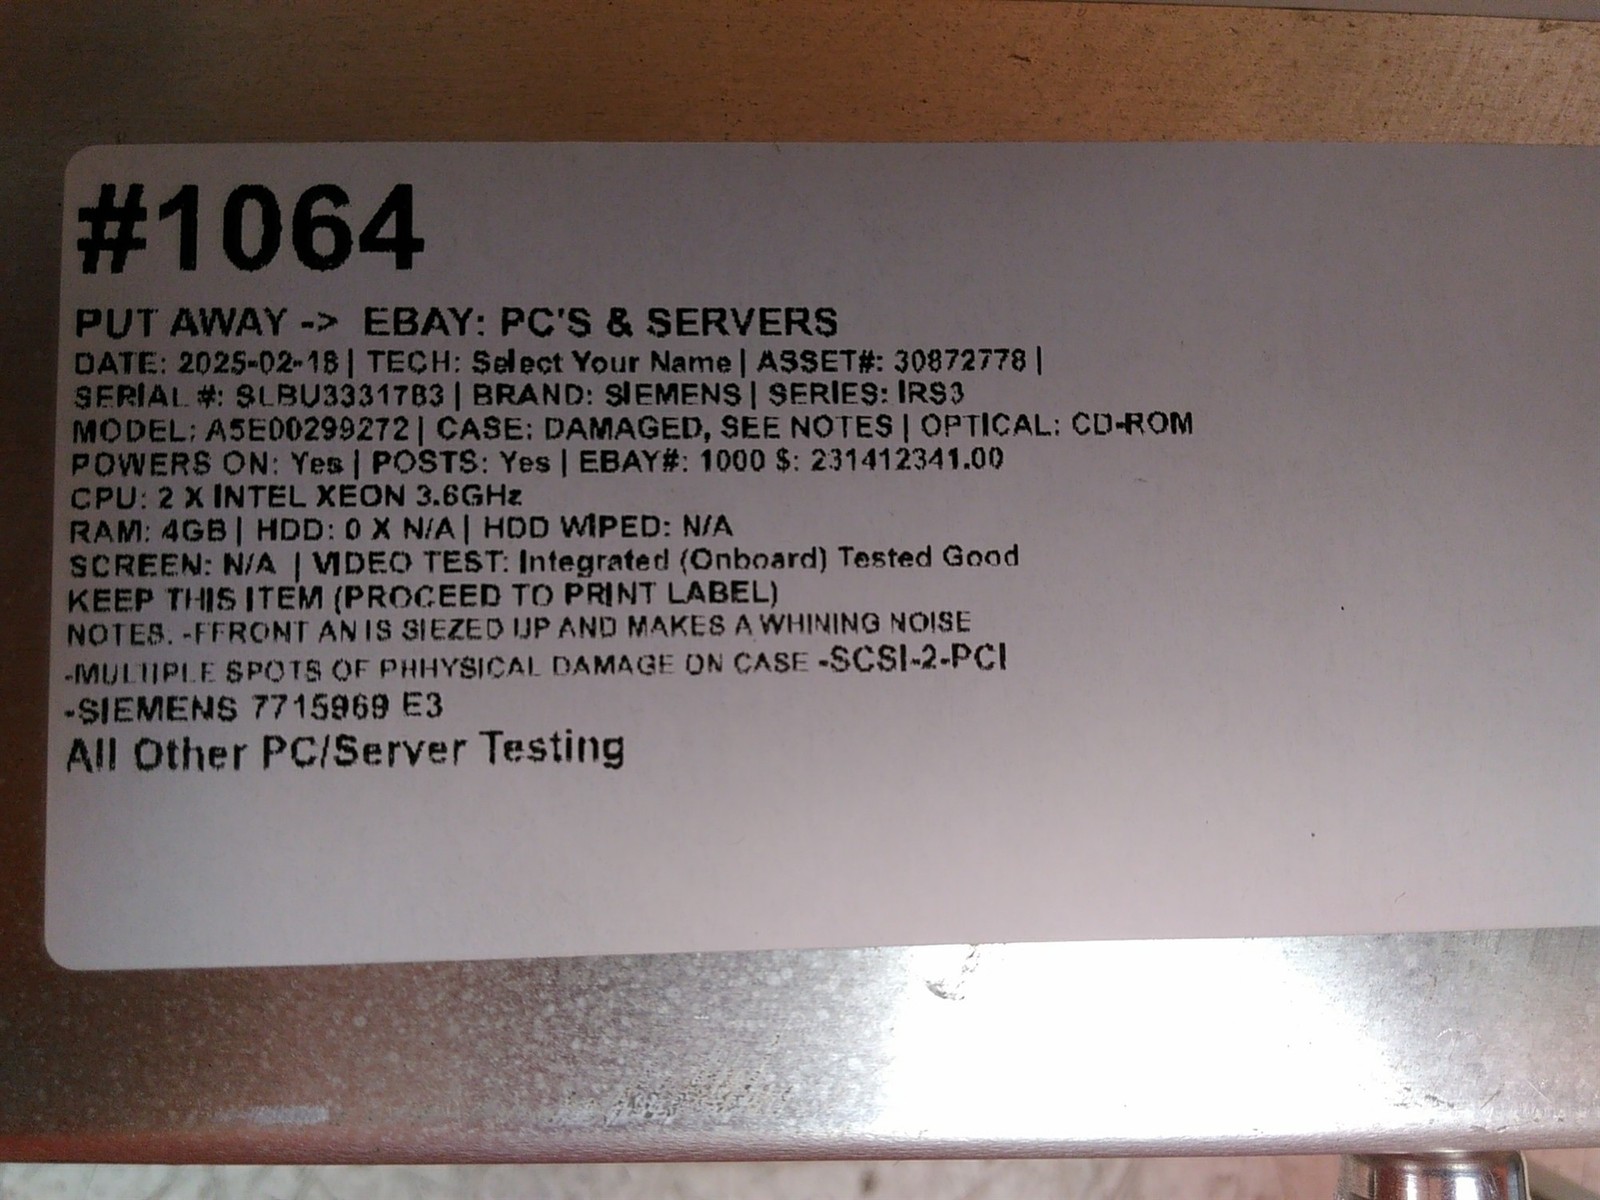 #1064
PUT AWAY -> EBAY: PC'S & SERVERS
DATE: 2025-02-18 | TECH: Select Your Name | ASSET#: 30872778 |
SERIAL #: SLBU3331783 | BRAND: SIEMENS | SERIES: IRS3
MODEL: A5E00299272 | CASE: DAMAGED, SEE NOTES | OPTICAL: CD-ROM
POWERS ON: Yes | POSTS: Yes | EBAY#: 1000 $: 231412341.00
CPU: 2 X INTEL XEON 3.6GHz
RAM: 4GB | HDD: 0 X N/A | HDD WIPED: N/A
SCREEN: N/A | VIDEO TEST: Integrated (Onboard) Tested Good
KEEP THIS ITEM (PROCEED TO PRINT LABEL)
NOTES: -FFRONT AN IS SIEZED UP AND MAKES A WHINING NOISE
-MULTIPLE SPOTS OF PHHYSICAL DAMAGE ON CASE -SCSI-2-PCI
-SIEMENS 7715969 E3
All Other PC/Server Testing